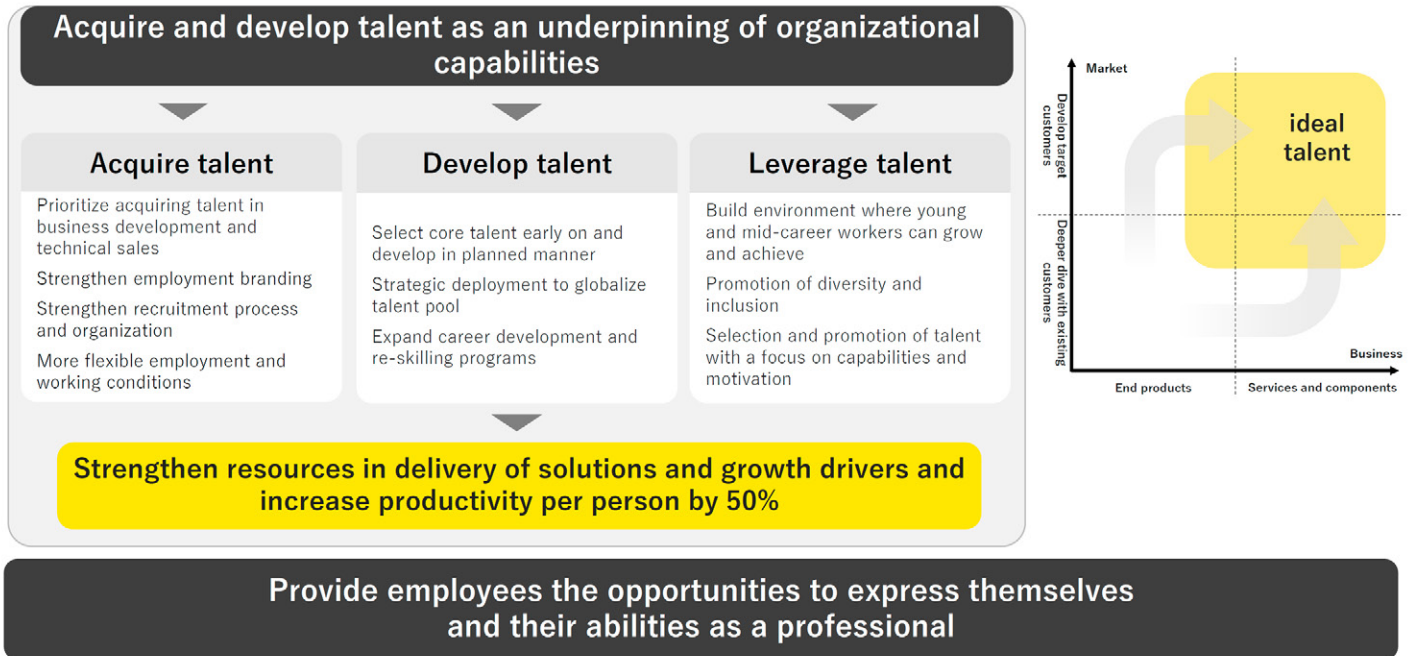 Acquire and develop talent as an underpinning of organizational
capabilities
Acquire talent
Prioritize acquiring talent in
business development and
technical sales
Strengthen employment branding
Strengthen recruitment process
and organization
More flexible employment and
working conditions
Develop talent
Select core talent early on and
develop in planned manner
Strategic deployment to globalize
talent pool
Expand career development and
re-skilling programs
Leverage talent
Build environment where young
and mid-career workers can grow
and achieve
Promotion of diversity and
inclusion
Selection and promotion of talent
with a focus on capabilities and
motivation
Strengthen resources in delivery of solutions and growth drivers and
increase productivity per person by 50%
Market
Develop target
customers
Deeper dive with existing
customers
ideal
talent
Business
End products
Services and components
Provide employees the opportunities to express themselves
and their abilities as a professional